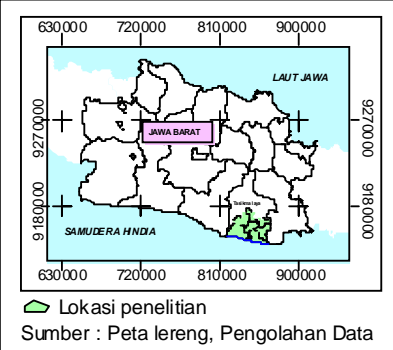 630000 720000 810000 900000
LAUT JAWA
9270000 JAWA BARAT 9270000
Tasikmalaya
9180000 9180000
SAMUDERA HINDIA
630000 720000 810000 900000
Lokasi penelitian
Sumber : Peta lereng, Pengolahan Data